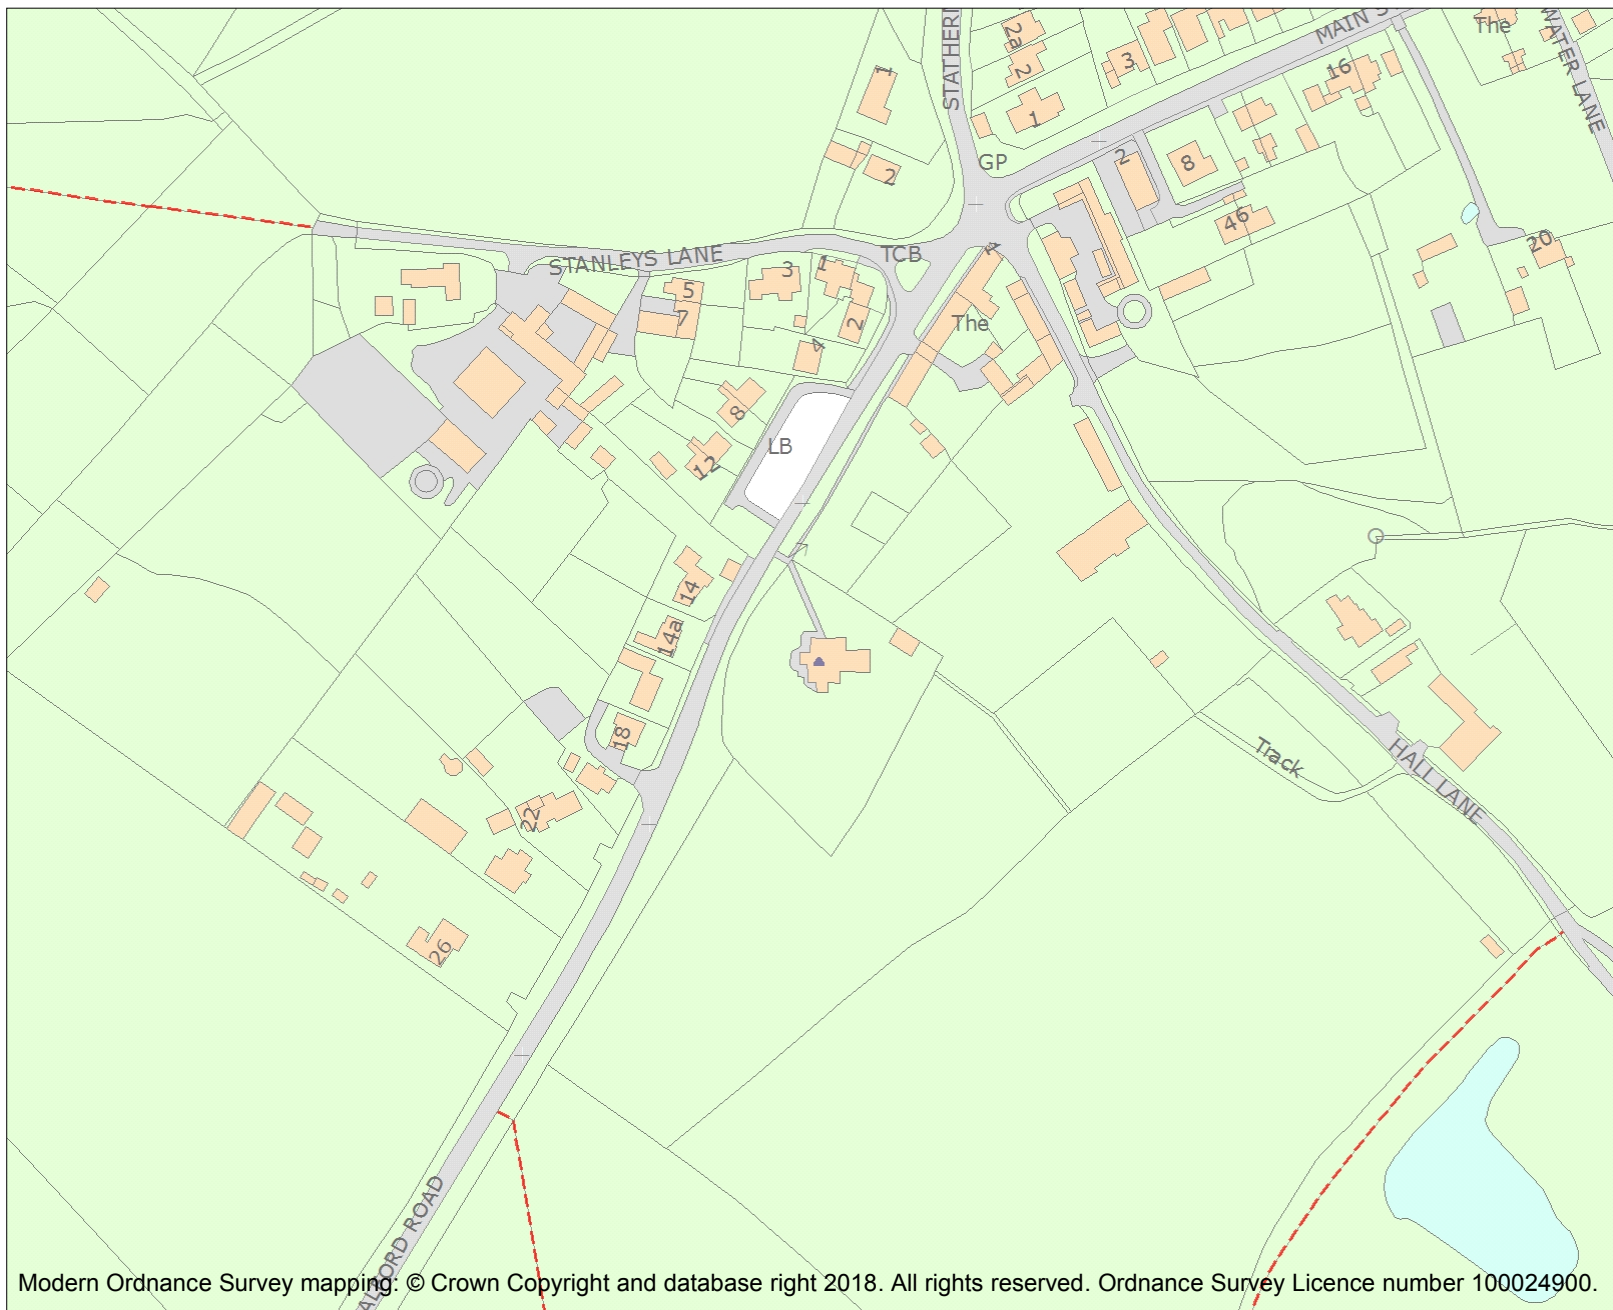 MAIN
The
WATER LANE
2a
2
3
16
1
1
STATHERN
GP
2
8
2
46
20
STANLEYS LANE
TCB
3
1
5
7
2
The
1
4
8
LB
12
14
14a
18
Track
HALL LANE
22
26
ROAD
Modern Ordnance Survey mapping: © Crown Copyright and database right 2018. All rights reserved. Ordnance Survey Licence number 100024900.